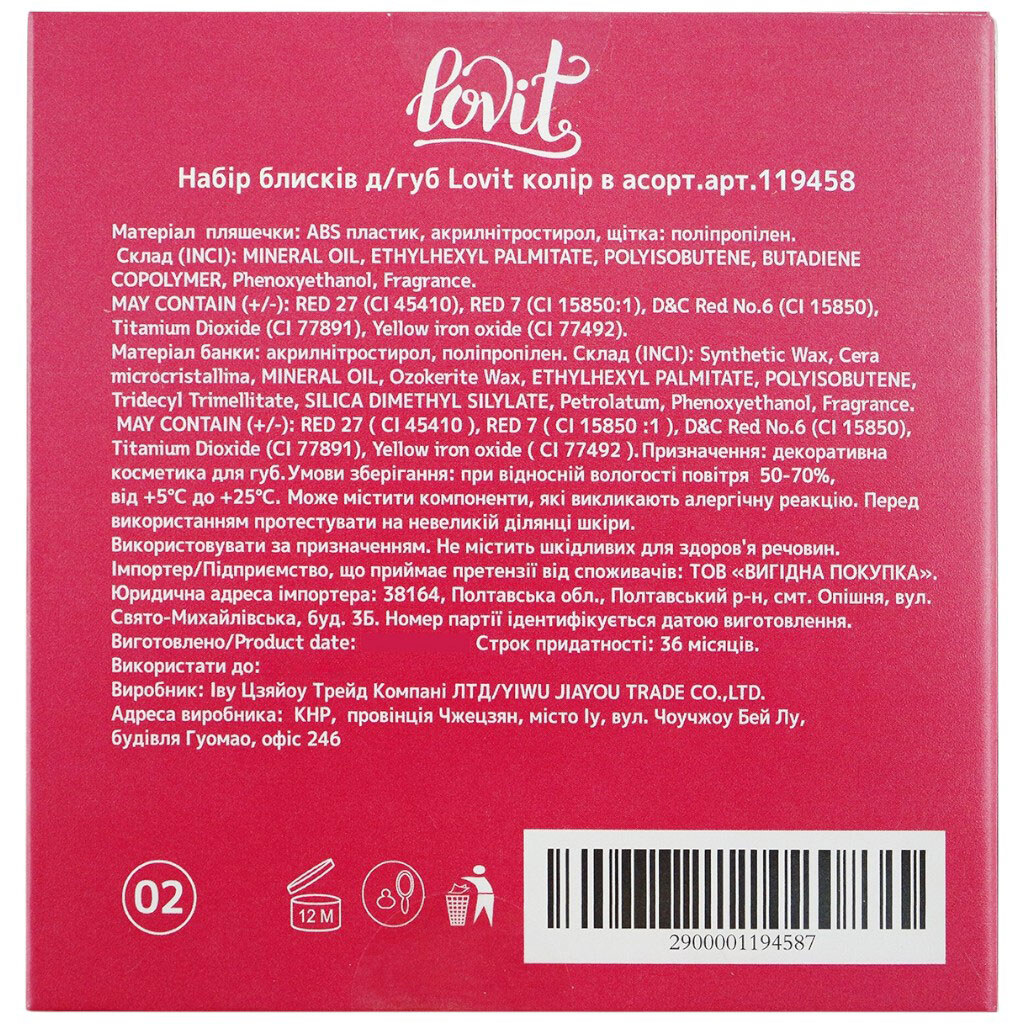 lovit
Набір блисків д/губ Lovit колір в асорт.арт.119458
Матеріал пляшечки: ABS пластик, акрилнітростирол, щітка: поліпропілен.
Склад (INCI): MINERAL OIL, ETHYLHEXYL PALMITATE, POLYISOBUTENE, BUTADIENE
COPOLYMER, Phenoxyethanol, Fragrance.
MAY CONTAIN (+/-): RED 27 (CI 45410), RED 7 (CI 15850:1), D&C Red No.6 (CI 15850),
Titanium Dioxide (CI 77891), Yellow iron oxide (CI 77492).
Матеріал банки: акрилнітростирол, поліпропілен. Склад (INCI): Synthetic Wax, Cera
microcristallina, MINERAL OIL, Ozokerite Wax, ETHYLHEXYL PALMITATE, POLYISOBUTENE,
Tridecyl Trimellitate, SILICA DIMETHYL SILYLATE, Petrolatum, Phenoxyethanol, Fragrance.
MAY CONTAIN (+/-): RED 27 ( CI 45410 ), RED 7 ( CI 15850 :1 ), D&C Red No.6 (CI 15850),
Titanium Dioxide (CI 77891), Yellow iron oxide ( CI 77492 ).Призначення: декоративна
косметика для губ.Умови зберігання: при відносній вологості повітря 50-70%,
від +5°C до +25°C. Може містити компоненти, які викликають алергічну реакцію. Перед
використанням протестувати на невеликій ділянці шкіри.
Використовувати за призначенням. Не містить шкідливих для здоров'я речовин.
Імпортер/Підприємство, що приймає претензії від споживачів: ТОВ «ВИГІДНА ПОКУПКА».
Юридична адреса імпортера: 38164, Полтавська обл., Полтавський р-н, смт. Опішня, вул.
Свято-Михайлівська, буд. 3Б. Номер партії ідентифікується датою виготовлення.
Виготовлено/Product date: Строк придатності: 36 місяців.
Використати до:
Виробник: Іву Цзяйоу Трейд Компані ЛТД/YIWU JIAYOU TRADE CO.,LTD.
Адреса виробника: КНР, провінція Чжецзян, місто Іу, вул. Чоучжоу Бей Лу,
будівля Гуомао, офіс 246
02
12 M
2900001194587